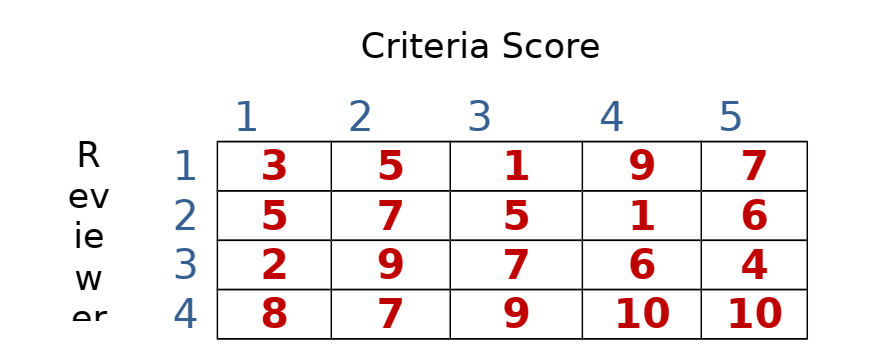 Criteria Score
1 2 3 4 5
R
ev
ie
w
er
1 3 5 1 9 7
2 5 7 5 1 6
3 2 9 7 6 4
4 8 7 9 10 10